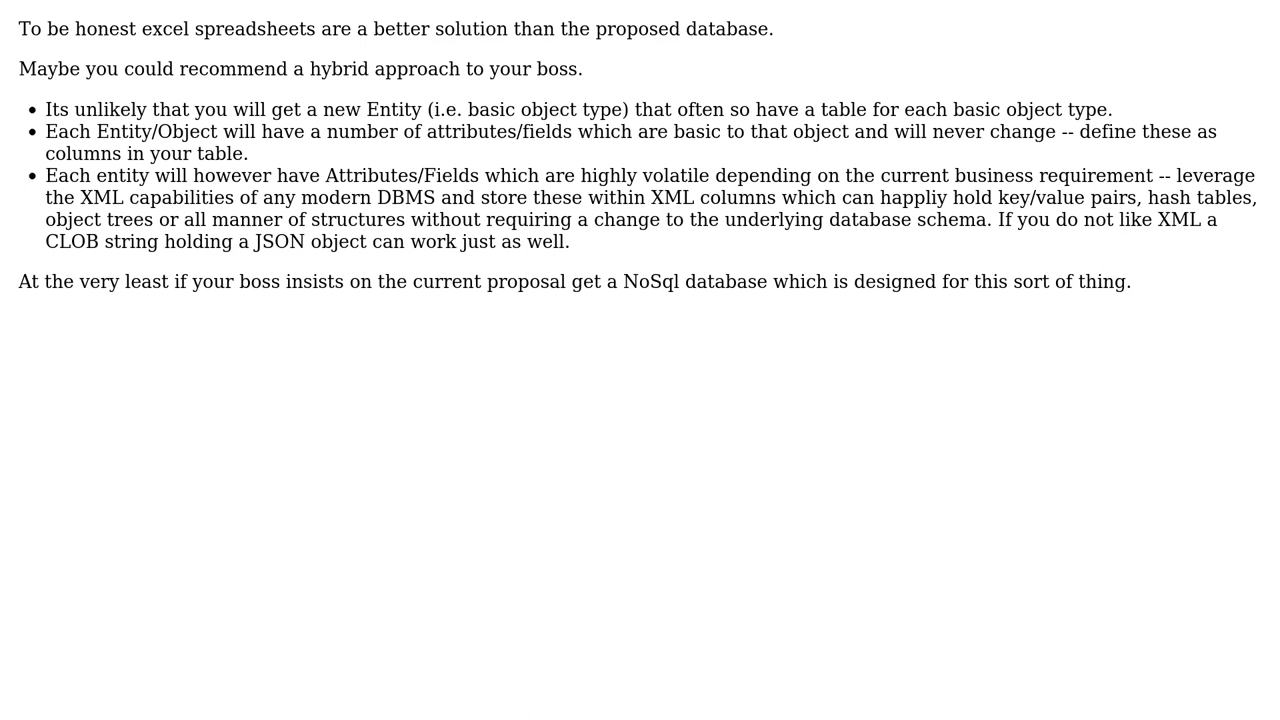 To be honest excel spreadsheets are a better solution than the proposed database.
Maybe you could recommend a hybrid approach to your boss.
• Its unlikely that you will get a new Entity (i.e. basic object type) that often so have a table for each basic object type.
• Each Entity/Object will have a number of attributes/fields which are basic to that object and will never change -- define these as
columns in your table.
• Each entity will however have Attributes/Fields which are highly volatile depending on the current business requirement -- leverage
the XML capabilities of any modern DBMS and store these within XML columns which can happliy hold key/value pairs, hash tables,
object trees or all manner of structures without requiring a change to the underlying database schema. If you do not like XML a
CLOB string holding a JSON object can work just as well.
At the very least if your boss insists on the current proposal get a NoSql database which is designed for this sort of thing.